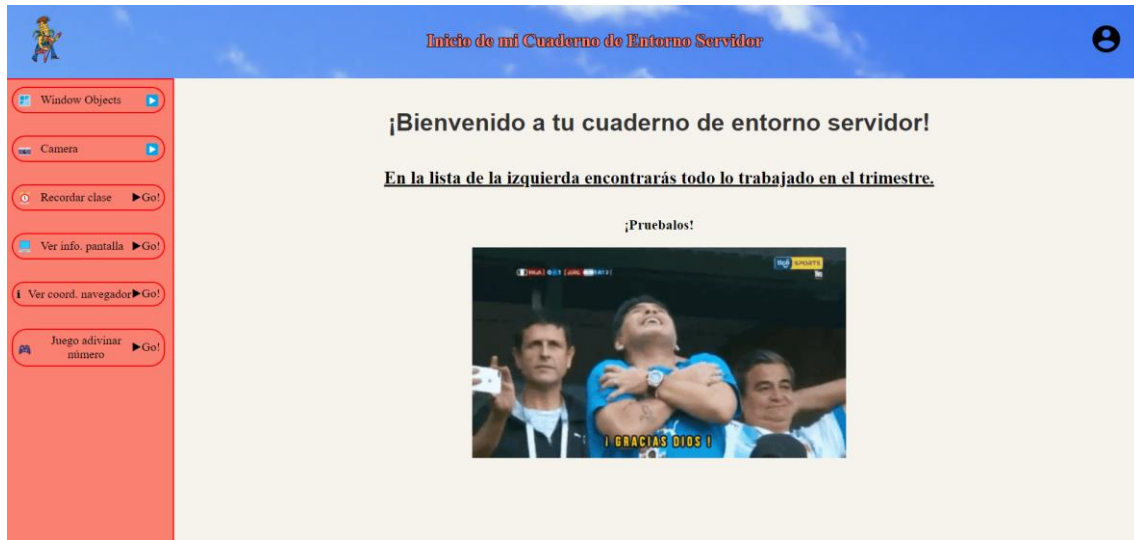 Inicio de mi Cuaderno de Entorno Servidor
Window Objects
Camera
Recordar clase ▶Go!
Ver info. pantalla ▶Go!
Ver coord. navegador▶Go!
Juego adivinar
número ▶Go!
¡Bienvenido a tu cuaderno de entorno servidor!
En la lista de la izquierda encontrarás todo lo trabajado en el trimestre.
¡Pruebalos!
SPORTS
¡ GRACIAS DIOS !